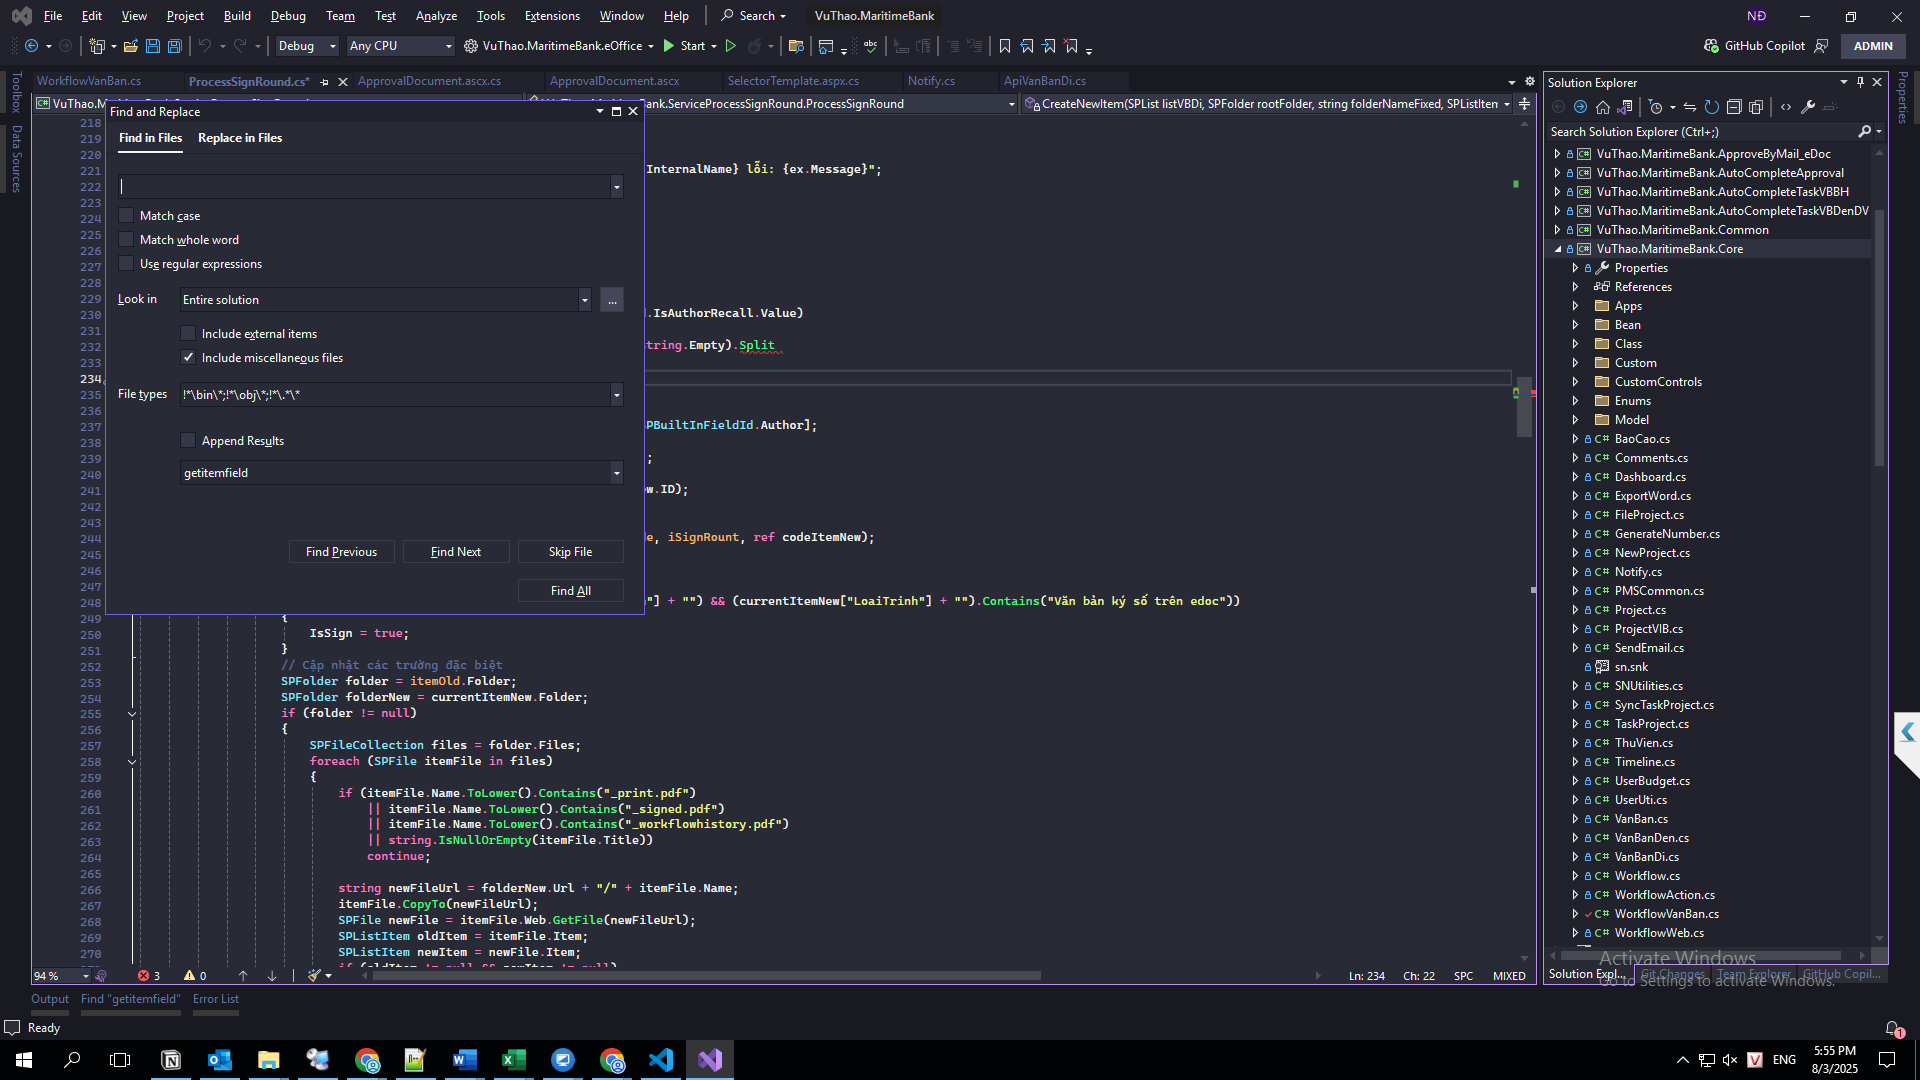 File Edit View Project Build Debug Team Test Analyze Tools Extensions Window Help Search VuThao.MaritimeBank NĐ
Debug Any CPU VuThao.MaritimeBank.eOffice Start GitHub Copilot ADMIN
WorkflowVanBan.cs ProcessSignRound.cs* ApprovalDocument.ascx.cs ApprovalDocument.ascx SelectorTemplate.aspx.cs Notify.cs ApiVanBanDi.cs
Toolbox
Data Sources
ank.ServiceProcessSignRound.ProcessSignRound CreateNewItem(SPList listVBDi, SPFolder rootFolder, string folderNameFixed, SPListItem
Find and Replace
Find in Files Replace in Files
Match case
Match whole word
Use regular expressions
Look in Entire solution ...
Include external items
Include miscellaneous files
File types !*\bin\*;!*\obj\*;!*\.*\*
Append Results
getitemfield
Find Previous Find Next Skip File
Find All
218
219
220
221 InternalName} lỗi: {ex.Message}";
222
223
224
225
226
227
228
229
230 .IsAuthorRecall.Value)
231
232 tring.Empty).Split
233
234
235
236
237 PBuiltInFieldId.Author];
238
239 ;
240
241 w.ID);
242
243
244 e, iSignRount, ref codeItemNew);
245
246
247
248 "] + "") && (currentItemNew["LoaiTrinh"] + "").Contains("Văn bản ký số trên edoc"))
249 {
250 IsSign = true;
251 }
252 // Cập nhật các trường đặc biệt
253 SPFolder folder = itemOld.Folder;
254 SPFolder folderNew = currentItemNew.Folder;
255 if (folder != null)
256 {
257 SPFileCollection files = folder.Files;
258 foreach (SPFile itemFile in files)
259 {
260 if (itemFile.Name.ToLower().Contains("_print.pdf")
261 || itemFile.Name.ToLower().Contains("_signed.pdf")
262 || itemFile.Name.ToLower().Contains("_workflowhistory.pdf")
263 || string.IsNullOrEmpty(itemFile.Title))
264 continue;
265
266 string newFileUrl = folderNew.Url + "/" + itemFile.Name;
267 itemFile.CopyTo(newFileUrl);
268 SPFile newFile = itemFile.Web.GetFile(newFileUrl);
269 SPListItem oldItem = itemFile.Item;
270 SPListItem newItem = newFile.Item;
94 % 3 0 Ln: 234 Ch: 22 SPC MIXED
Output Find "getitemfield" Error List
Ready
Solution Explorer
Search Solution Explorer (Ctrl+;)
VuThao.MaritimeBank.ApproveByMail_eDoc
VuThao.MaritimeBank.AutoCompleteApproval
VuThao.MaritimeBank.AutoCompleteTaskVBBH
VuThao.MaritimeBank.AutoCompleteTaskVBDenDV
VuThao.MaritimeBank.Common
VuThao.MaritimeBank.Core
Properties
References
Apps
Bean
Class
Custom
CustomControls
Enums
Model
C# BaoCao.cs
C# Comments.cs
C# Dashboard.cs
C# ExportWord.cs
C# FileProject.cs
C# GenerateNumber.cs
C# NewProject.cs
C# Notify.cs
C# PMSCommon.cs
C# Project.cs
C# ProjectVIB.cs
C# SendEmail.cs
sn.snk
C# SNUtilities.cs
C# SyncTaskProject.cs
C# TaskProject.cs
C# ThuVien.cs
C# Timeline.cs
C# UserBudget.cs
C# UserUti.cs
C# VanBan.cs
C# VanBanDen.cs
C# VanBanDi.cs
C# Workflow.cs
C# WorkflowAction.cs
C# WorkflowVanBan.cs
C# WorkflowWeb.cs
Solution Expl... Git Changes Team Explorer GitHub Copil...
Activate Windows
Go to Settings to activate Windows.
Properties
ENG 5:55 PM
8/3/2025